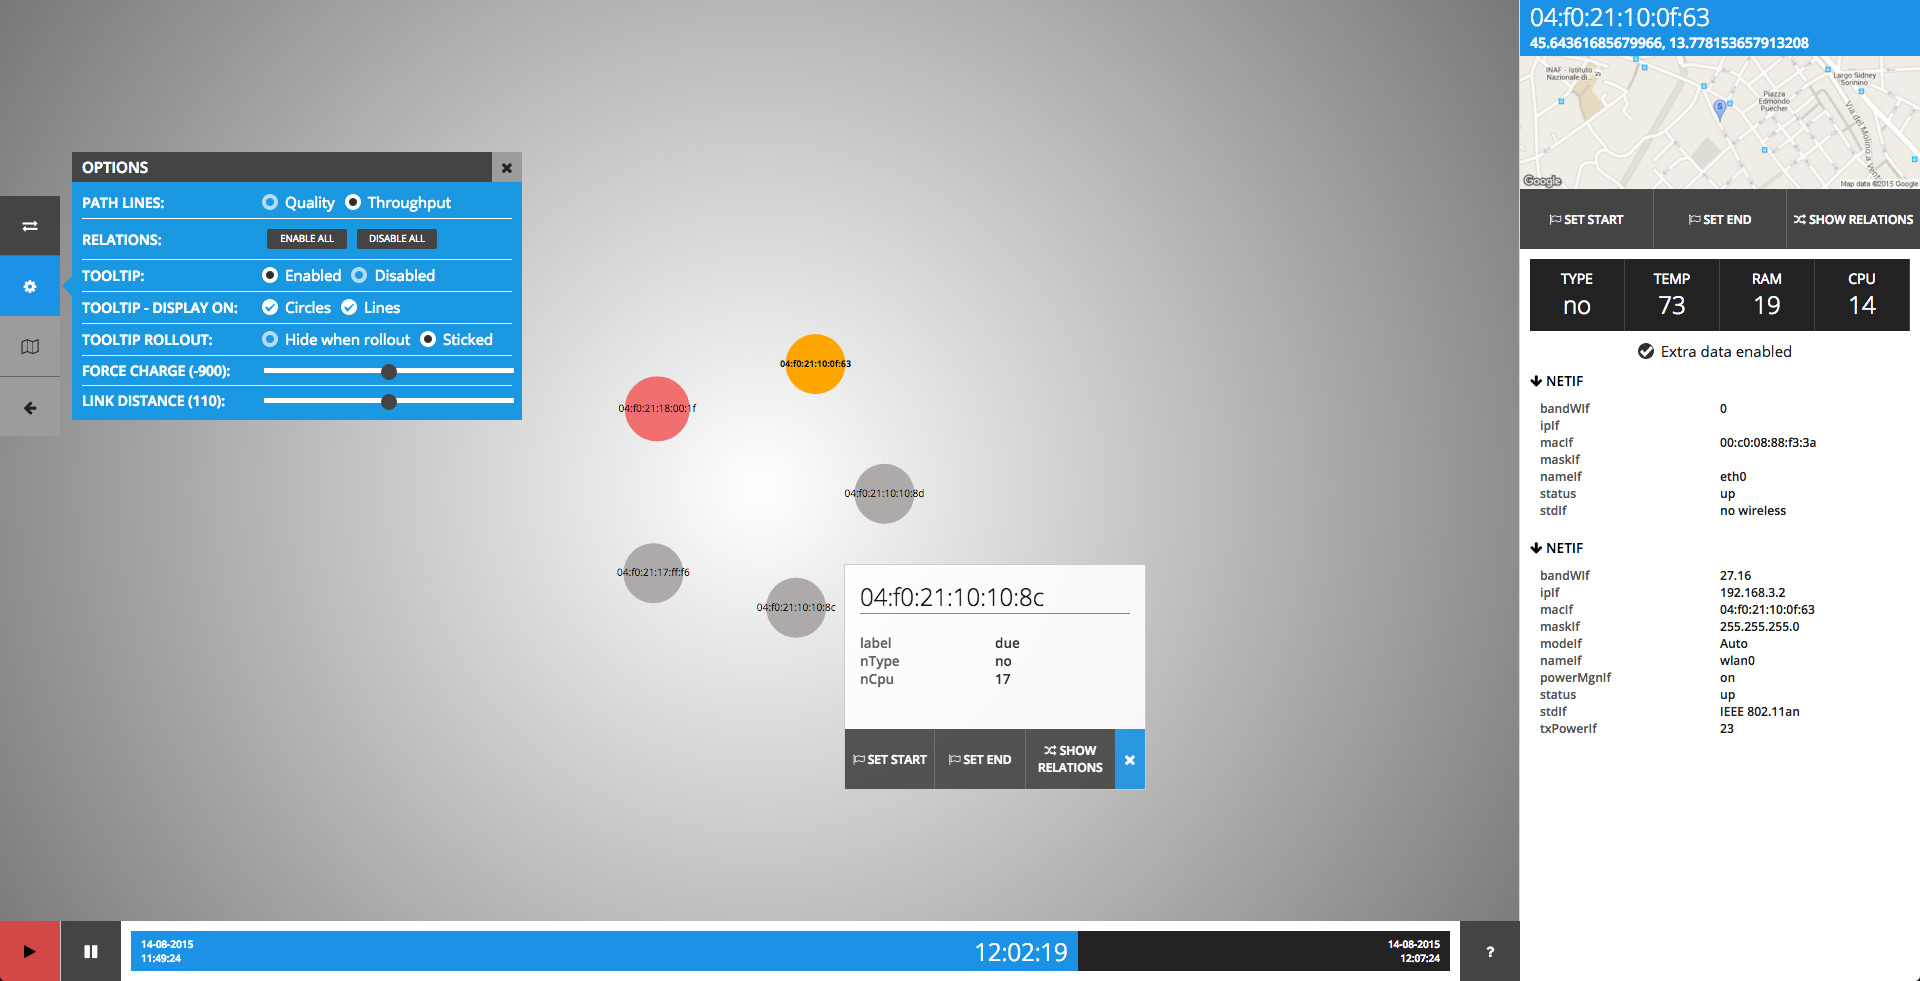 OPTIONS
PATH LINES: Quality Throughput
RELATIONS: ENABLE ALL DISABLE ALL
TOOLTIP: Enabled Disabled
TOOLTIP - DISPLAY ON: Circles Lines
TOOLTIP ROLLOUT: Hide when rollout Sticked
FORCE CHARGE (-900):
LINK DISTANCE (110):
04:f0:21:10:0f:63
04:f0:21:18:00:1f
04:f0:21:10:10:8d
04:f0:21:17:ff:f6
04:f0:21:10:10:8c
04:f0:21:10:10:8c
label due
nType no
nCpu 17
SET START SET END SHOW RELATIONS
14-08-2015
11:49:24
12:02:19
14-08-2015
12:07:24
?
04:f0:21:10:0f:63
45.64361685679966, 13.778153657913208
INAF - Istituto
Nazionale di...
Largo Sidney
Sonnino
Piazza
Edmondo
Puecher
S
Via del Molino a Vent
Google
Map data ©2015 Google
SET START SET END SHOW RELATIONS
TYPE TEMP RAM CPU
no 73 19 14
Extra data enabled
NETIF
bandWIf 0
ipIf
macIf 00:c0:08:88:f3:3a
maskIf
nameIf eth0
status up
stdIf no wireless
NETIF
bandWIf 27.16
ipIf 192.168.3.2
macIf 04:f0:21:10:0f:63
maskIf 255.255.255.0
modeIf Auto
nameIf wlan0
powerMgnIf on
status up
stdIf IEEE 802.11an
txPowerIf 23